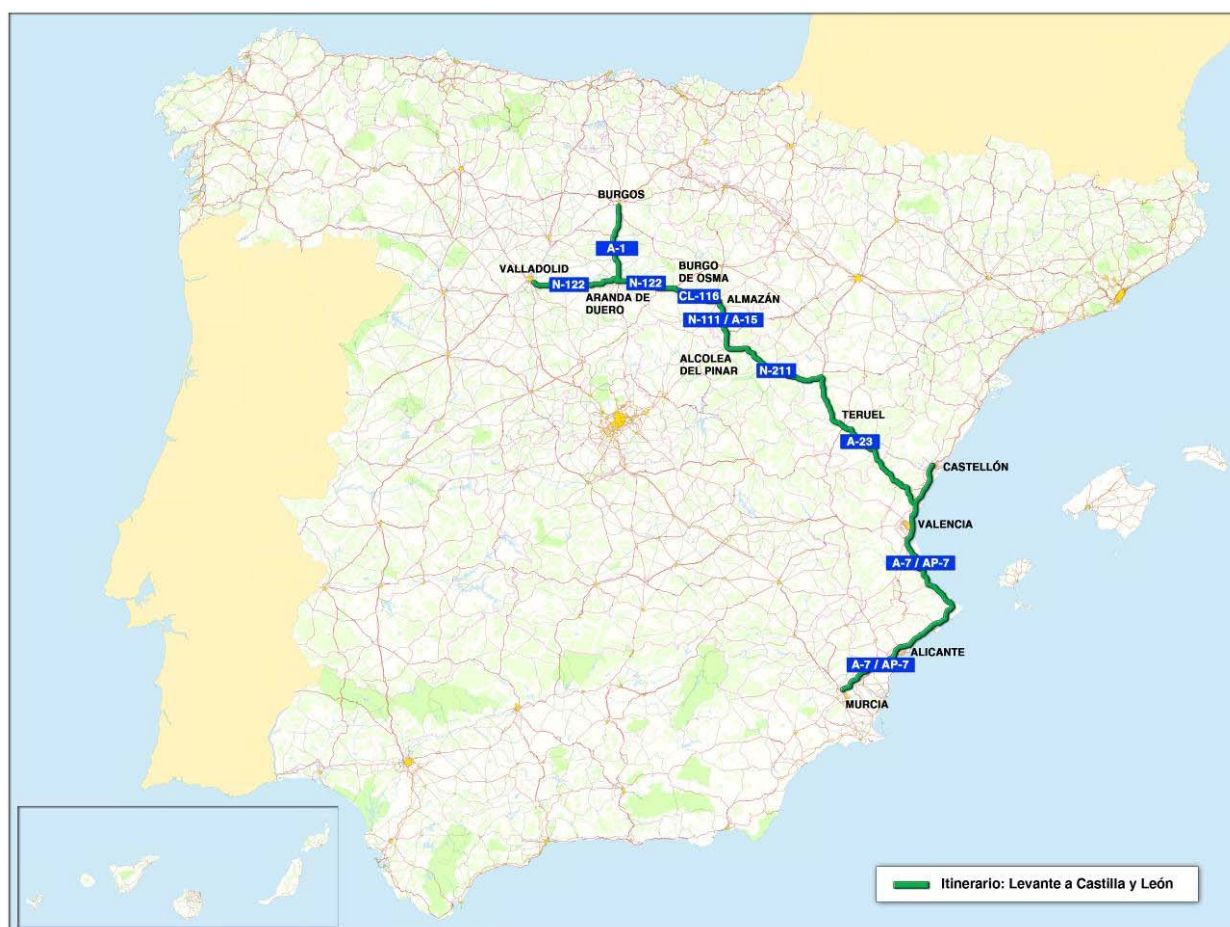 BURGOS
A-1
VALLADOLID
N-122
N-122
ARANDA DE
DUERO
BURGO
DE OSMA
CL-116
ALMAZÁN
N-111 / A-15
ALCOLEA
DEL PINAR
N-211
TERUEL
A-23
CASTELLÓN
VALENCIA
A-7 / AP-7
ALICANTE
A-7 / AP-7
MURCIA
Itinerario: Levante a Castilla y León